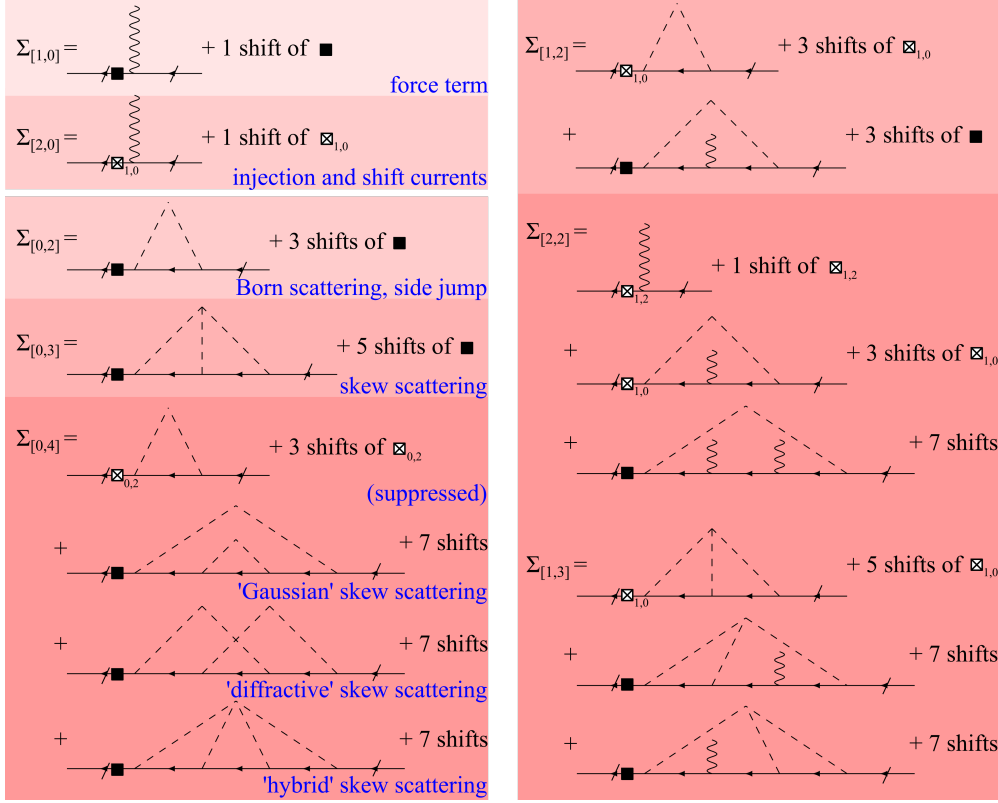 Σ[1,0]= + 1 shift of ■
force term
Σ[2,0]= + 1 shift of ⊠1,0
1,0
injection and shift currents
Σ[0,2]= + 3 shifts of ■
Born scattering, side jump
Σ[0,3]= + 5 shifts of ■
skew scattering
Σ[0,4]= + 3 shifts of ⊠0,2
0,2
(suppressed)
+ + 7 shifts
'Gaussian' skew scattering
+ + 7 shifts
'diffractive' skew scattering
+ + 7 shifts
'hybrid' skew scattering
Σ[1,2]= + 3 shifts of ⊠1,0
1,0
+ + 3 shifts of ■
Σ[2,2]=
+ 1 shift of ⊠1,2
1,2
+ + 3 shifts of ⊠1,0
1,0
+ + 7 shifts
Σ[1,3]= + 5 shifts of ⊠1,0
1,0
+ + 7 shifts
+ + 7 shifts